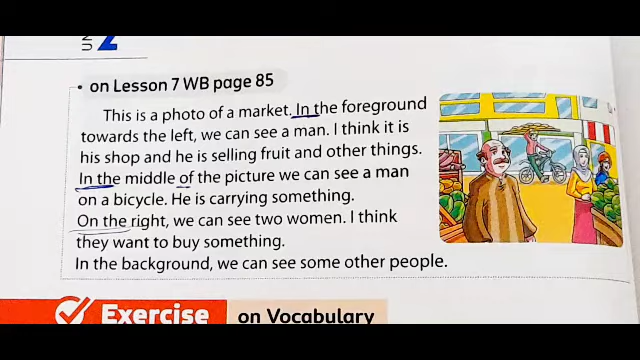 UNIT 2
• on Lesson 7 WB page 85
This is a photo of a market. In the foreground
towards the left, we can see a man. I think it is
his shop and he is selling fruit and other things.
In the middle of the picture we can see a man
on a bicycle. He is carrying something.
On the right, we can see two women. I think
they want to buy something.
In the background, we can see some other people.
Exercise on Vocabulary